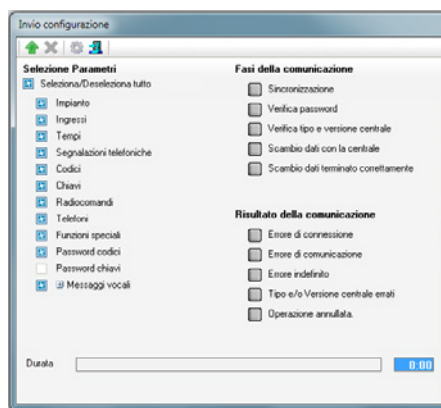 Invio configurazione
Selezione Parametri
Seleziona/Deseleziona tutto
Impianto
Ingressi
Tempi
Segnalazioni telefoniche
Codici
Chiavi
Radiocomandi
Telefoni
Funzioni speciali
Password codici
Password chiavi
Messaggi vocali
Fasi della comunicazione
Sincronizzazione
Verifica password
Verifica tipo e versione centrale
Scambio dati con la centrale
Scambio dati terminato correttamente
Risultato della comunicazione
Errore di connessione
Errore di comunicazione
Errore indefinito
Tipo e/o Versione centrale errati
Operazione annullata.
Durata
0:00